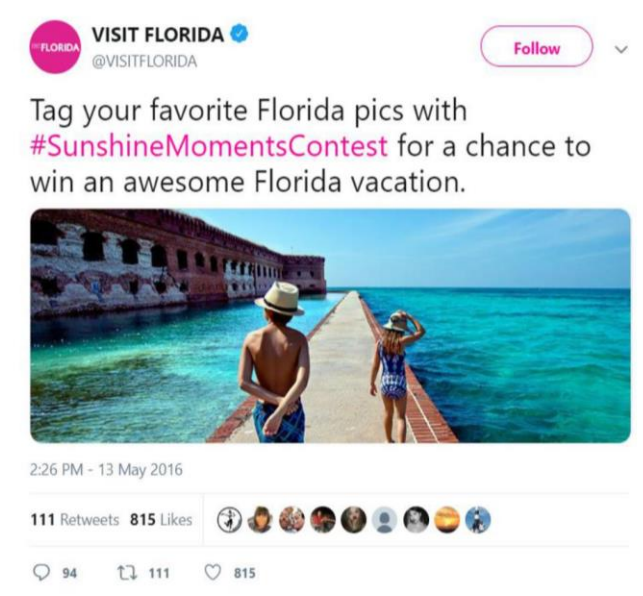 VISIT FLORIDA
FLORIDA
@VISITFLORIDA
Follow
Tag your favorite Florida pics with
#SunshineMomentsContest for a chance to
win an awesome Florida vacation.
2:26 PM - 13 May 2016
111 Retweets 815 Likes
94 111 815